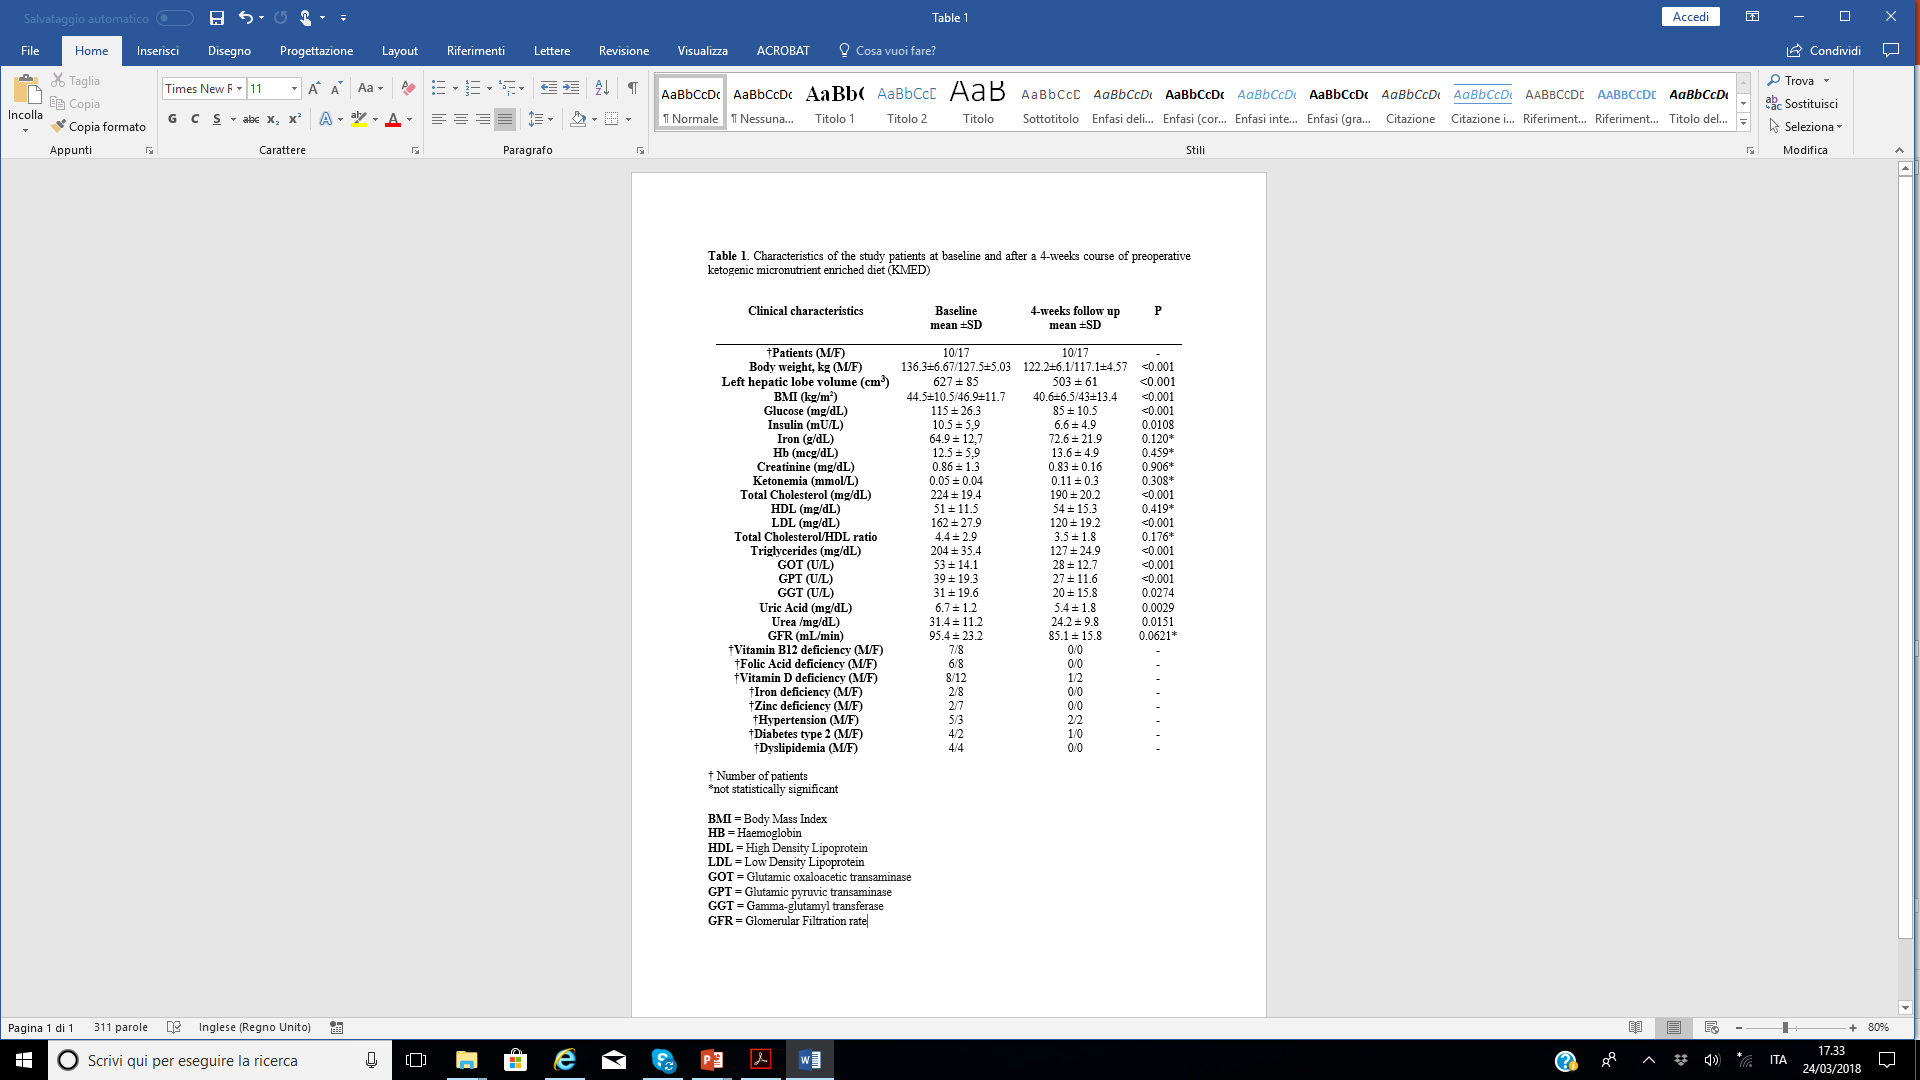 Salvataggio automatico
Table 1
Accedi
File Home Inserisci Disegno Progettazione Layout Riferimenti Lettere Revisione Visualizza ACROBAT Cosa vuoi fare? Condividi
Incolla
Taglia
Copia
Copia formato
Appunti
Times New R 11
Aa
G C S abc x₂ x²
A ab A
Carattere
Paragrafo
AaBbCcDc AaBbCcDc AaBb( AaBbCcD AaB AaBbCcD AaBbCcDc AaBbCcDc AaBbCcDc AaBbCcDc AaBbCcDc AaBbCcDc AaBbCcDD AaBbCcDD AaBbCcDc
¶ Normale ¶ Nessuna... Titolo 1 Titolo 2 Titolo Sottotitolo Enfasi deli... Enfasi (cor... Enfasi inte... Enfasi (gra... Citazione Citazione i... Riferiment... Riferiment... Titolo del...
Stili
Trova
Sostituisci
Seleziona
Modifica
Table 1. Characteristics of the study patients at baseline and after a 4-weeks course of preoperative
ketogenic micronutrient enriched diet (KMED)
Clinical characteristics Baseline 4-weeks follow up P
mean ±SD mean ±SD
†Patients (M/F) 10/17 10/17 -
Body weight, kg (M/F) 136.3±6.67/127.5±5.03 122.2±6.1/117.1±4.57 <0.001
Left hepatic lobe volume (cm³) 627 ± 85 503 ± 61 <0.001
BMI (kg/m²) 44.5±10.5/46.9±11.7 40.6±6.5/43±13.4 <0.001
Glucose (mg/dL) 115 ± 26.3 85 ± 10.5 <0.001
Insulin (mU/L) 10.5 ± 5,9 6.6 ± 4.9 0.0108
Iron (g/dL) 64.9 ± 12,7 72.6 ± 21.9 0.120*
Hb (mcg/dL) 12.5 ± 5,9 13.6 ± 4.9 0.459*
Creatinine (mg/dL) 0.86 ± 1.3 0.83 ± 0.16 0.906*
Ketonemia (mmol/L) 0.05 ± 0.04 0.11 ± 0.3 0.308*
Total Cholesterol (mg/dL) 224 ± 19.4 190 ± 20.2 <0.001
HDL (mg/dL) 51 ± 11.5 54 ± 15.3 0.419*
LDL (mg/dL) 162 ± 27.9 120 ± 19.2 <0.001
Total Cholesterol/HDL ratio 4.4 ± 2.9 3.5 ± 1.8 0.176*
Triglycerides (mg/dL) 204 ± 35.4 127 ± 24.9 <0.001
GOT (U/L) 53 ± 14.1 28 ± 12.7 <0.001
GPT (U/L) 39 ± 19.3 27 ± 11.6 <0.001
GGT (U/L) 31 ± 19.6 20 ± 15.8 0.0274
Uric Acid (mg/dL) 6.7 ± 1.2 5.4 ± 1.8 0.0029
Urea /mg/dL) 31.4 ± 11.2 24.2 ± 9.8 0.0151
GFR (mL/min) 95.4 ± 23.2 85.1 ± 15.8 0.0621*
†Vitamin B12 deficiency (M/F) 7/8 0/0 -
†Folic Acid deficiency (M/F) 6/8 0/0 -
†Vitamin D deficiency (M/F) 8/12 1/2 -
†Iron deficiency (M/F) 2/8 0/0 -
†Zinc deficiency (M/F) 2/7 0/0 -
†Hypertension (M/F) 5/3 2/2 -
†Diabetes type 2 (M/F) 4/2 1/0 -
†Dyslipidemia (M/F) 4/4 0/0 -
† Number of patients
*not statistically significant
BMI = Body Mass Index
HB = Haemoglobin
HDL = High Density Lipoprotein
LDL = Low Density Lipoprotein
GOT = Glutamic oxaloacetic transaminase
GPT = Glutamic pyruvic transaminase
GGT = Gamma-glutamyl transferase
GFR = Glomerular Filtration rate
Pagina 1 di 1 311 parole Inglese (Regno Unito) 80%
Scrivi qui per eseguire la ricerca
ITA
17.33
24/03/2018